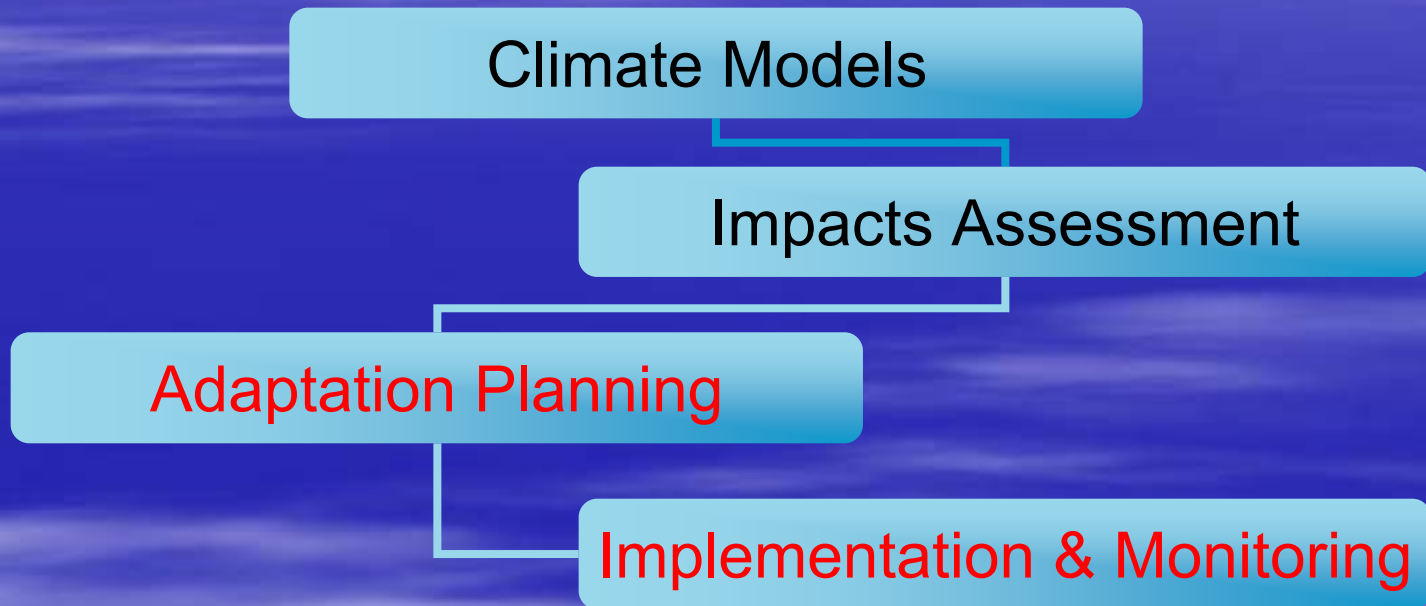 Climate Models
Impacts Assessment
Adaptation Planning
Implementation & Monitoring